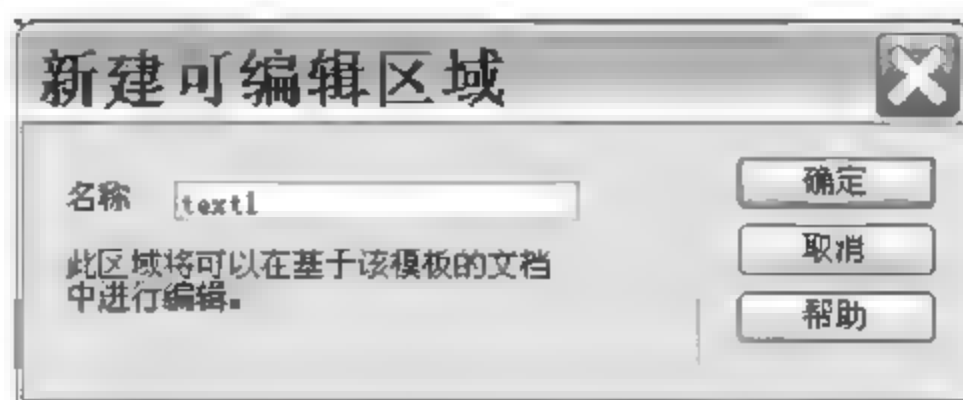 新建可编辑区域
名称 text1
确定
取消
帮助
此区域将可以在基于该模板的文档
中进行编辑。